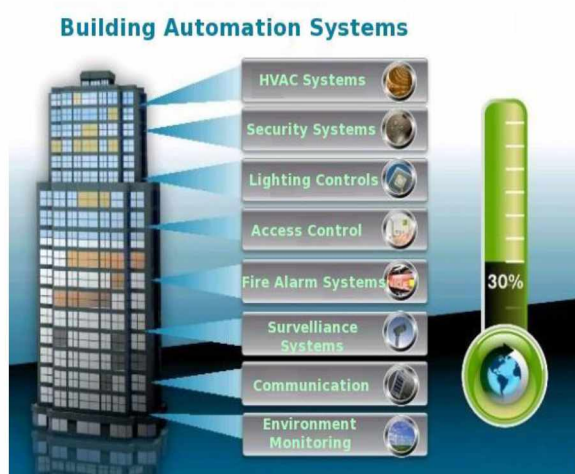 Building Automation Systems
HVAC Systems
Security Systems
Lighting Controls
Access Control
Fire Alarm Systems
Survelliance
Systems
Communication
Environment
Monitoring
30%